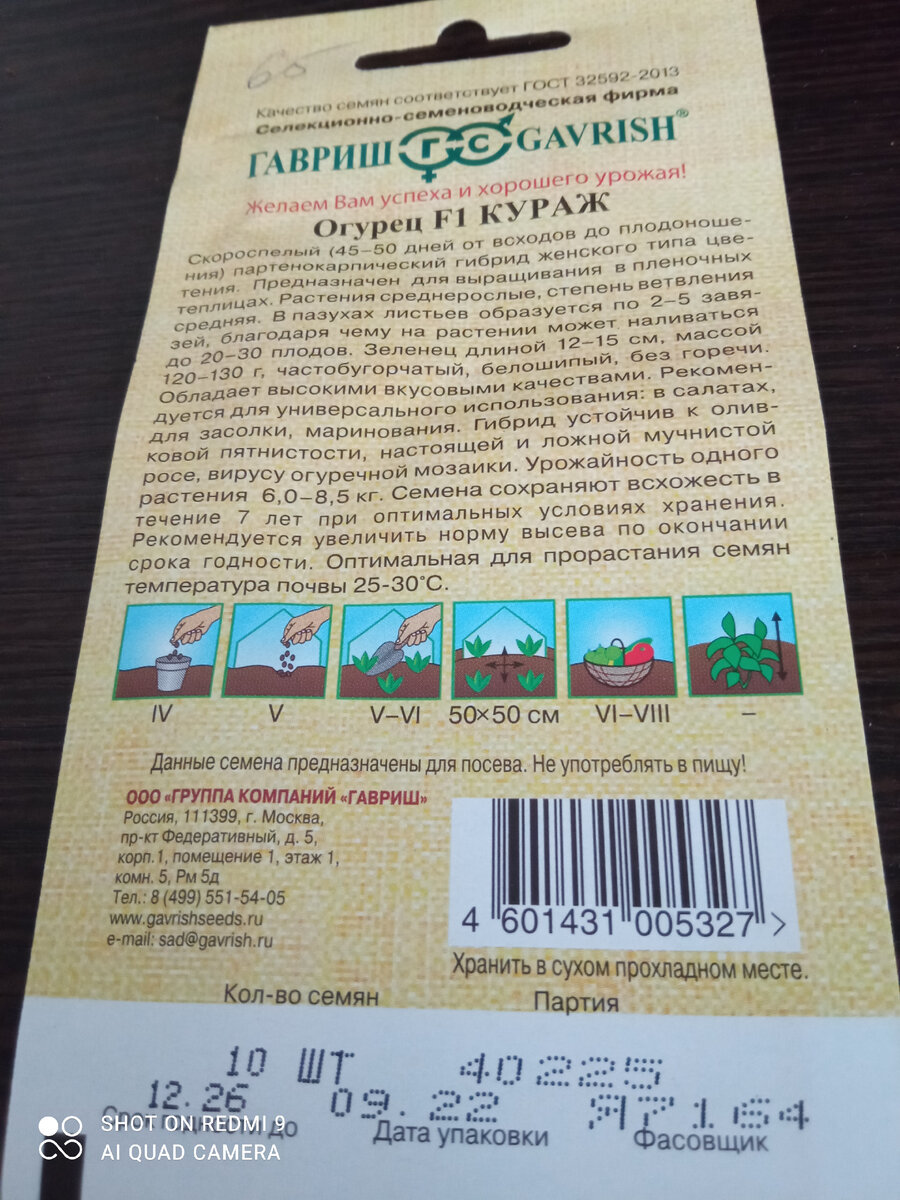 65
Качество семян соответствует ГОСТ 32592-2013
Селекционно-семеноводческая фирма
ГАВРИШ Г С GAVRISH®
Желаем Вам успеха и хорошего урожая!
Огурец F1 КУРАЖ
Скороспелый (45–50 дней от всходов до плодоноше-
ния) партенокарпический гибрид женского типа цве-
тения. Предназначен для выращивания в пленочных
теплицах. Растения среднерослые, степень ветвления
средняя. В пазухах листьев образуется по 2–5 завя-
зей, благодаря чему на растении может наливаться
до 20–30 плодов. Зеленец длиной 12–15 см, массой
120–130 г, частобугорчатый, белошипый, без горечи.
Обладает высокими вкусовыми качествами. Рекомен-
дуется для универсального использования: в салатах,
для засолки, маринования. Гибрид устойчив к олив-
ковой пятнистости, настоящей и ложной мучнистой
росе, вирусу огуречной мозаики. Урожайность одного
растения 6,0–8,5 кг. Семена сохраняют всхожесть в
течение 7 лет при оптимальных условиях хранения.
Рекомендуется увеличить норму высева по окончании
срока годности. Оптимальная для прорастания семян
температура почвы 25-30°С.
IV V V–VI 50×50 см VI–VIII –
Данные семена предназначены для посева. Не употреблять в пищу!
ООО «ГРУППА КОМПАНИЙ «ГАВРИШ»
Россия, 111399, г. Москва,
пр-кт Федеративный, д. 5,
корп.1, помещение 1, этаж 1,
комн. 5, Рм 5д
Тел.: 8 (499) 551-54-05
www.gavrishseeds.ru
e-mail: sad@gavrish.ru
4 601431 005327 >
Хранить в сухом прохладном месте.
Кол-во семян Партия
10 ШТ 40225
12.26 09.22 Я7164
до Дата упаковки Фасовщик
SHOT ON REDMI 9
AI QUAD CAMERA